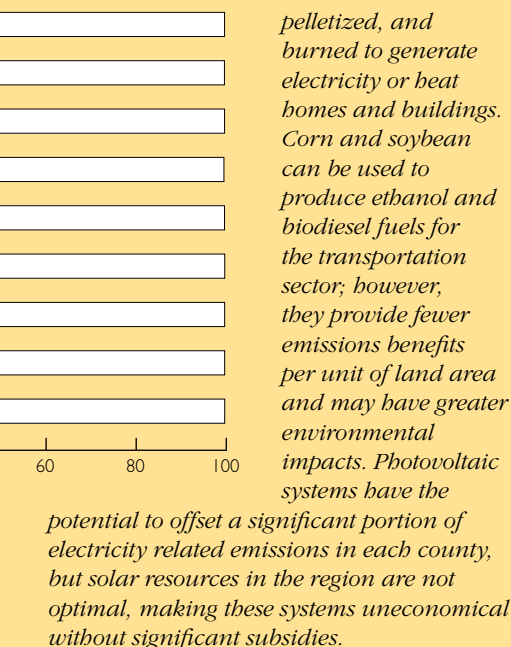 pelletized, and
burned to generate
electricity or heat
homes and buildings.
Corn and soybean
can be used to
produce ethanol and
biodiesel fuels for
the transportation
sector; however,
they provide fewer
emissions benefits
per unit of land area
and may have greater
environmental
impacts. Photovoltaic
systems have the
potential to offset a significant portion of
electricity related emissions in each county,
but solar resources in the region are not
optimal, making these systems uneconomical
without significant subsidies.
60 80 100